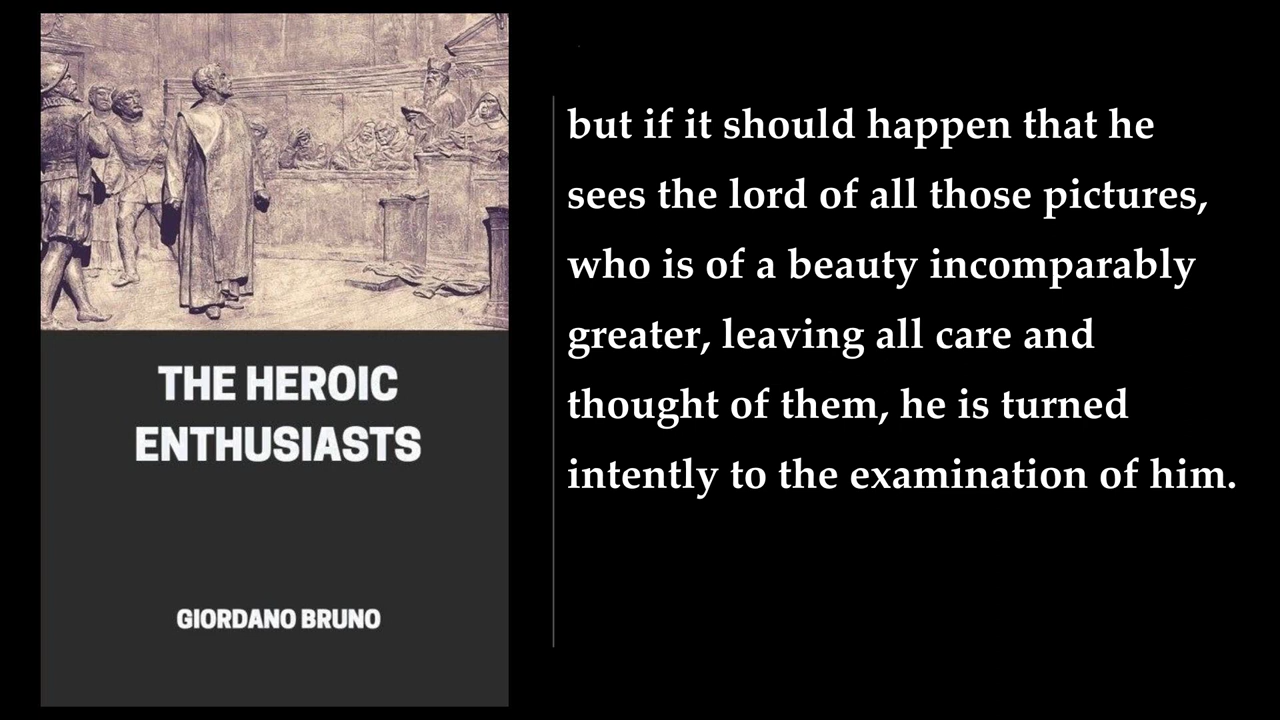 THE HEROIC
ENTHUSIASTS
GIORDANO BRUNO
but if it should happen that he
sees the lord of all those pictures,
who is of a beauty incomparably
greater, leaving all care and
thought of them, he is turned
intently to the examination of him.